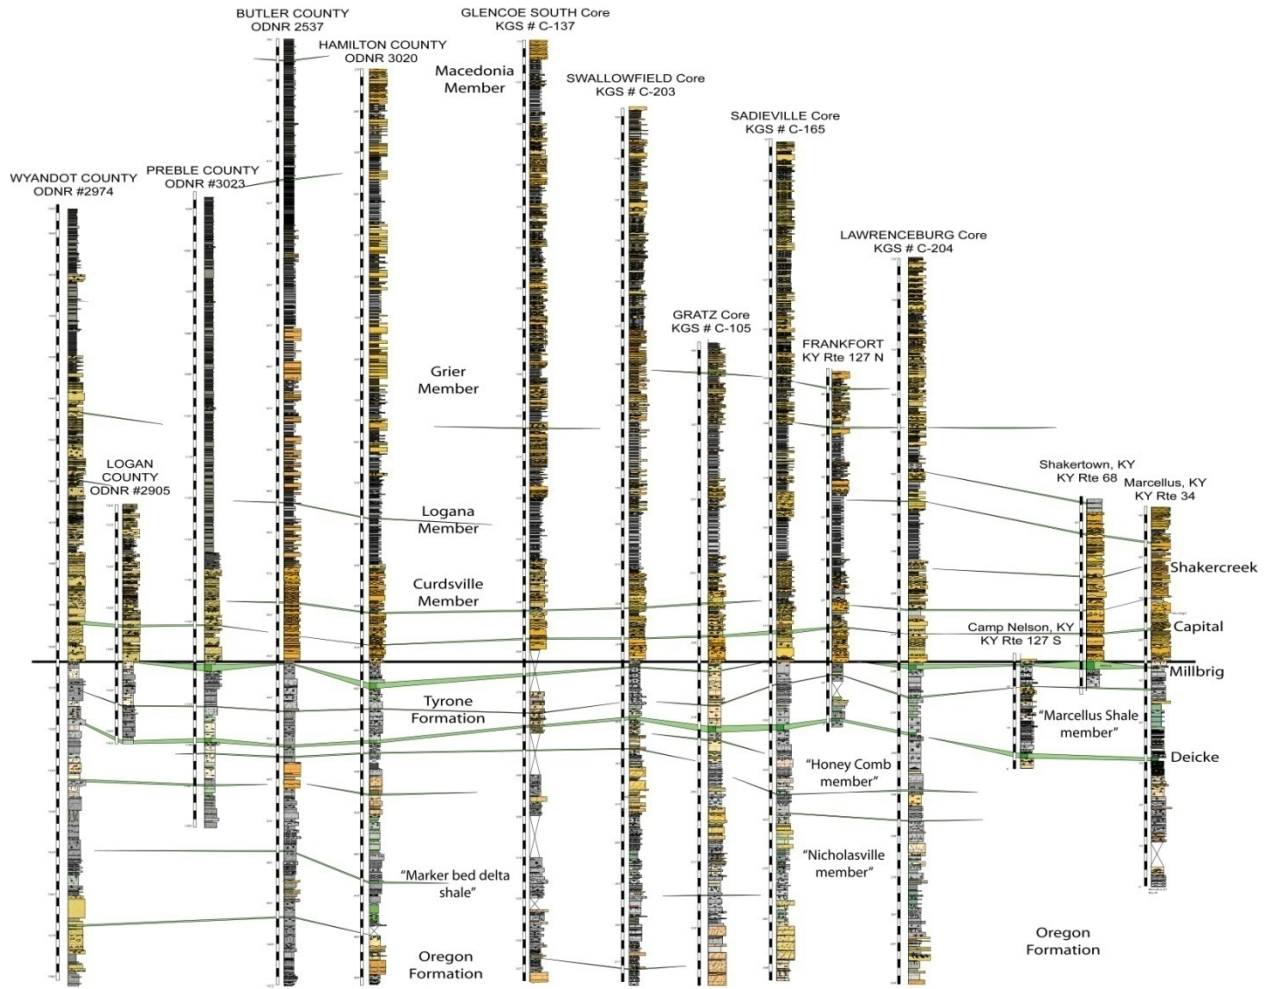 BUTLER COUNTY
ODNR 2537
GLENCOE SOUTH Core
KGS # C-137
HAMILTON COUNTY
ODNR 3020
Macedonia
Member
SWALLOWFIELD Core
KGS # C-203
SADIEVILLE Core
KGS # C-165
WYANDOT COUNTY
ODNR #2974
PREBLE COUNTY
ODNR #3023
LAWRENCEBURG Core
KGS # C-204
GRATZ Core
KGS # C-105
FRANKFORT
KY Rte 127 N
Grier
Member
LOGAN
COUNTY
ODNR #2905
Shakertown, KY
KY Rte 68
Marcellus, KY
KY Rte 34
Logana
Member
Curdsville
Member
Shakercreek
Capital
Camp Nelson, KY
KY Rte 127 S
Millbrig
Tyrone
Formation
"Marcellus Shale
member"
Deicke
"Honey Comb
member"
"Nicholasville
member"
"Marker bed delta
shale"
Oregon
Formation
Oregon
Formation